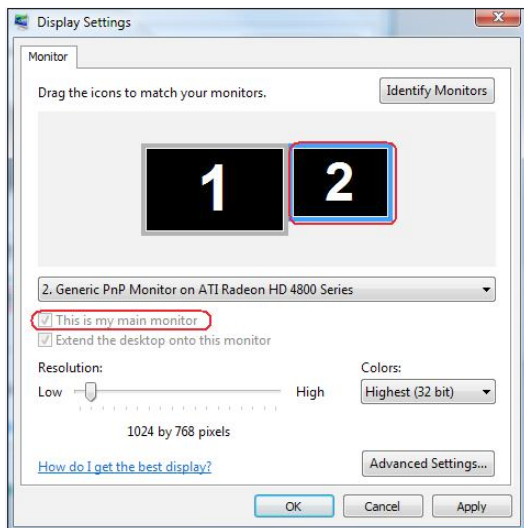 Display Settings
Monitor
Drag the icons to match your monitors.
Identify Monitors
1
2
2. Generic PnP Monitor on ATI Radeon HD 4800 Series
This is my main monitor
Extend the desktop onto this monitor
Resolution:
Colors:
Low
High
Highest (32 bit)
1024 by 768 pixels
How do I get the best display?
Advanced Settings...
OK
Cancel
Apply